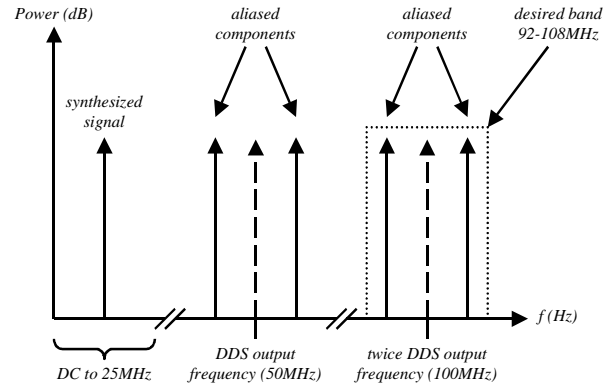 Power (dB)
aliased
components
aliased
components
desired band
92-108MHz
synthesized
signal
f (Hz)
DC to 25MHz
DDS output
frequency (50MHz)
twice DDS output
frequency (100MHz)